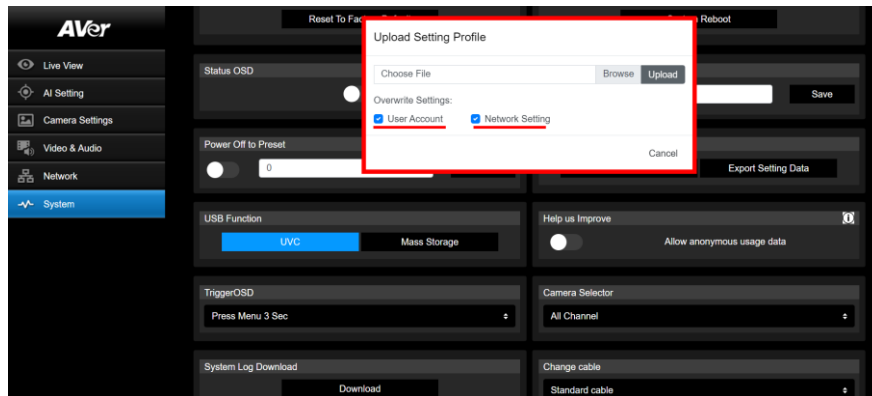 AVer
Live View
AI Setting
Camera Settings
Video & Audio
Network
System
Reset To Fac
Reboot
Upload Setting Profile
Choose File
Browse
Upload
Overwrite Settings:
User Account
Network Setting
Cancel
Status OSD
Save
Power Off to Preset
0
Export Setting Data
USB Function
UVC
Mass Storage
Help us Improve
Allow anonymous usage data
TriggerOSD
Press Menu 3 Sec
Camera Selector
All Channel
System Log Download
Download
Change cable
Standard cable